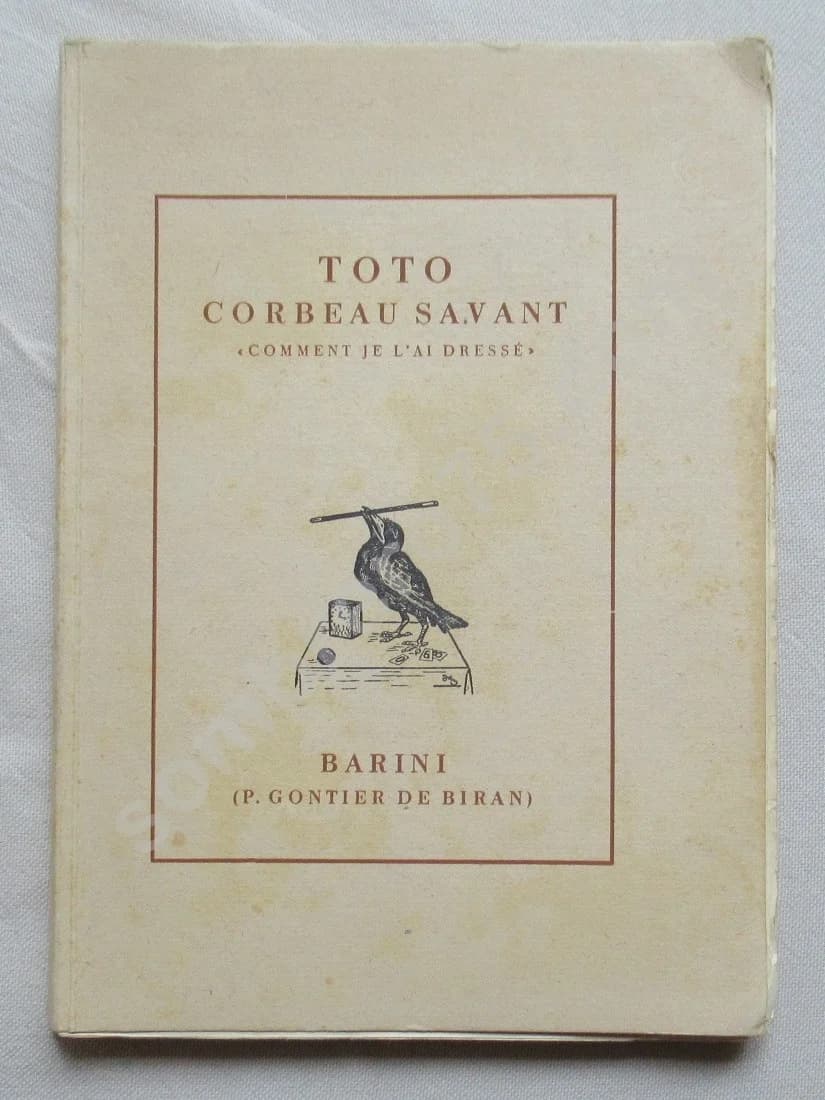 TOTO
CORBEAU SAVANT
«COMMENT JE L'AI DRESSÉ»
BARINI
(P. GONTIER DE BIRAN)